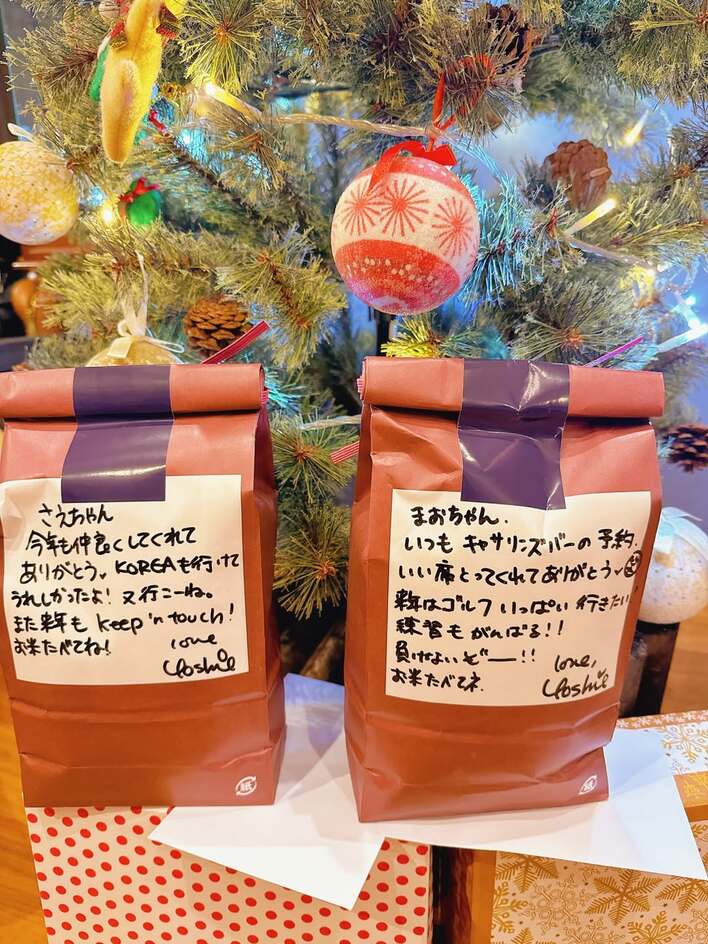 さえちゃん
今年も仲良くしてくれて
ありがとう♥ KOREAも行けて
うれしかったよ！又行こーね。
また来年も keep 'n touch！
お米たべてね！
love
Yoshie
紙
まおちゃん.
いつも キャサリンズバーの 予約.
いい席とってくれてありがとう♥
来年はゴルフ いっぱい 行きたい！
練習も がんばる！！
負けないぞー！！
love,
お米たべてネ.
Yoshie
紙